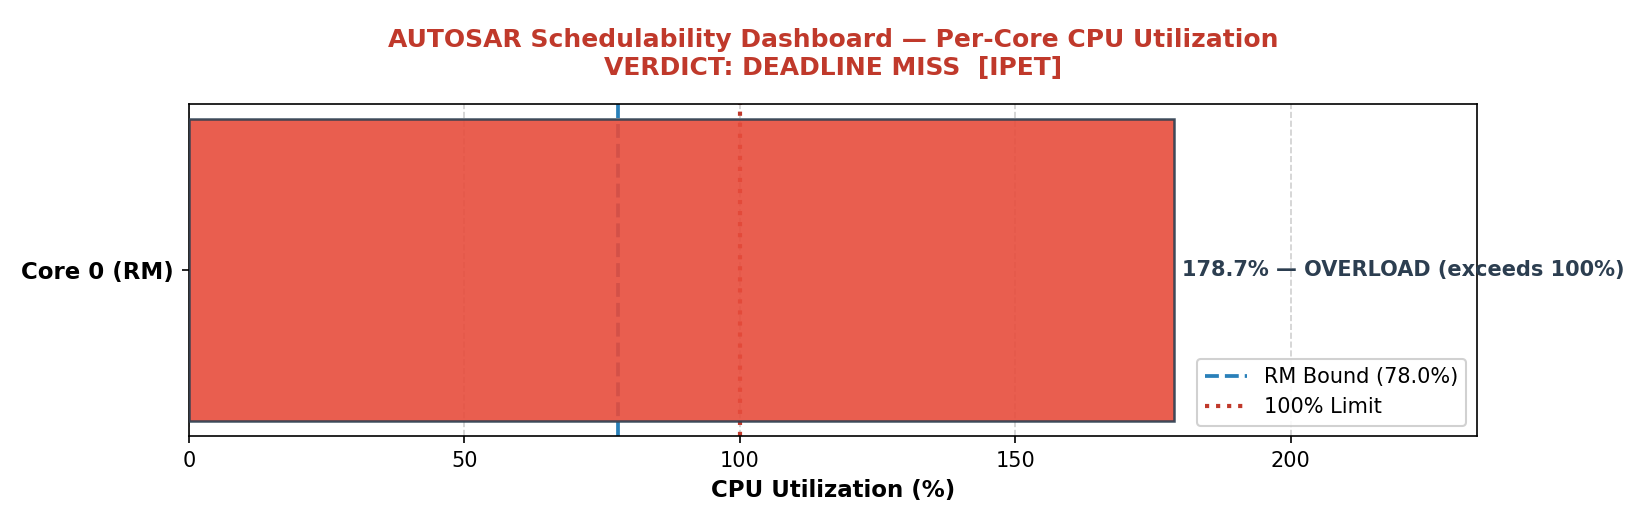 AUTOSAR Schedulability Dashboard — Per-Core CPU Utilization
VERDICT: DEADLINE MISS  [IPET]
Core 0 (RM)
178.7% — OVERLOAD (exceeds 100%)
RM Bound (78.0%)
100% Limit
0 50 100 150 200
CPU Utilization (%)